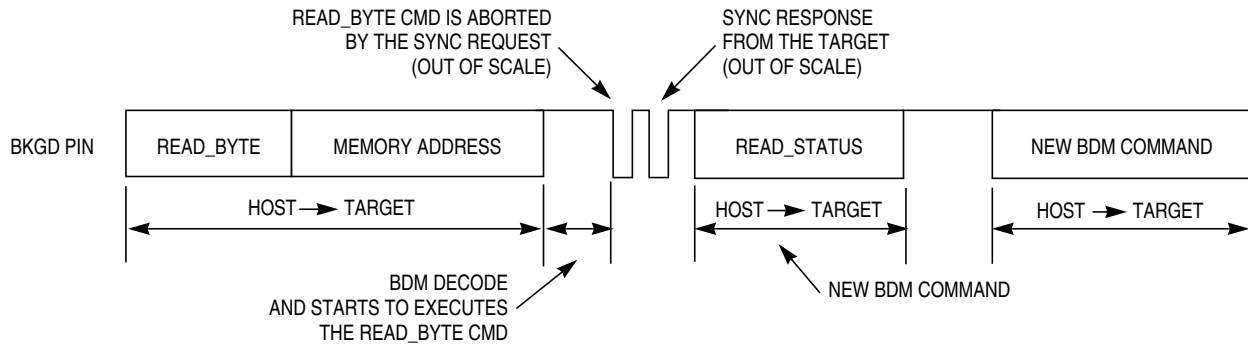 READ_BYTE CMD IS ABORTED
BY THE SYNC REQUEST
(OUT OF SCALE)
SYNC RESPONSE
FROM THE TARGET
(OUT OF SCALE)
BKGD PIN
READ_BYTE
MEMORY ADDRESS
READ_STATUS
NEW BDM COMMAND
HOST → TARGET
HOST → TARGET
HOST → TARGET
BDM DECODE
AND STARTS TO EXECUTES
THE READ_BYTE CMD
NEW BDM COMMAND